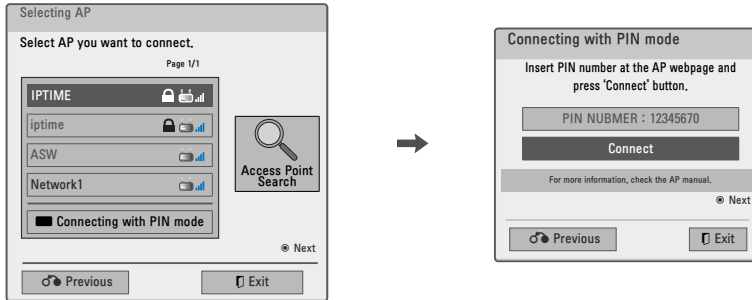 Selecting AP
Select AP you want to connect.
Page 1/1
IPTIME
iptime
ASW
Network1
Connecting with PIN mode
Access Point
Search
Next
Previous
Exit
Connecting with PIN mode
Insert PIN number at the AP webpage and
press 'Connect' button.
PIN NUBMER : 12345670
Connect
For more information, check the AP manual.
Next
Previous
Exit